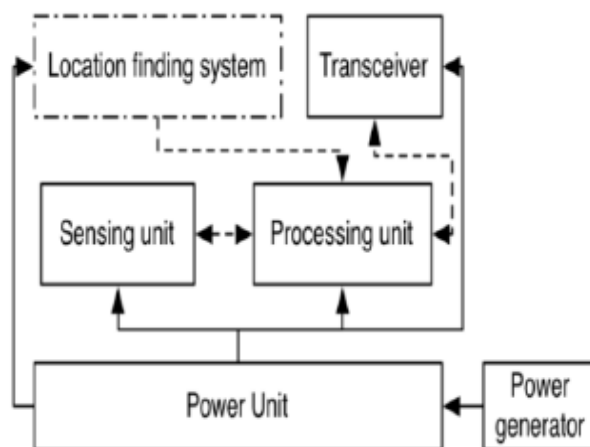 Location finding system
Transceiver
Sensing unit
Processing unit
Power Unit
Power
generator